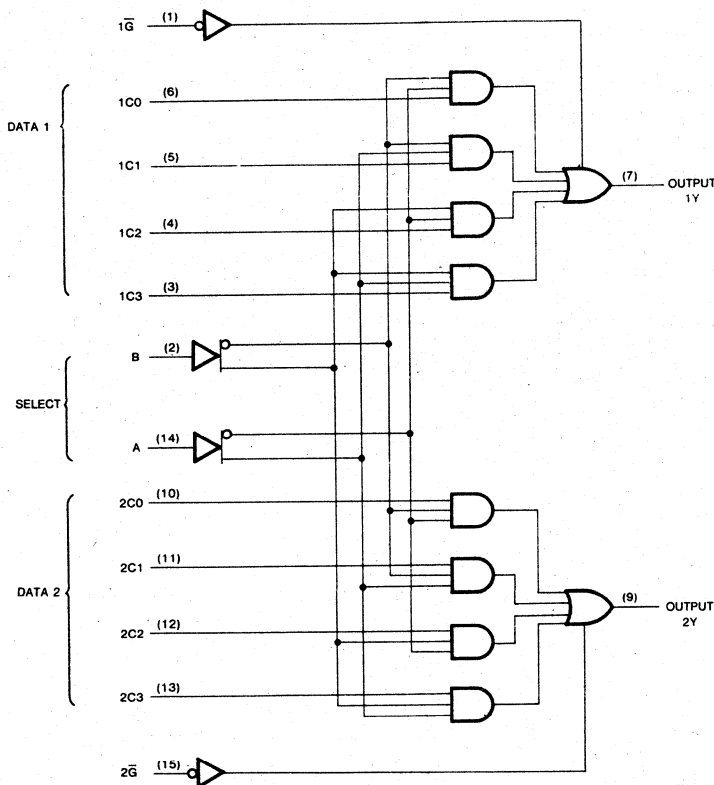 1G̅ (1)
(6)
1C0
DATA 1
(5)
1C1
(7)
OUTPUT
1Y
(4)
1C2
1C3 (3)
B (2)
SELECT
A (14)
2C0 (10)
2C1 (11)
DATA 2
(9)
OUTPUT
2Y
2C2 (12)
2C3 (13)
2G̅ (15)